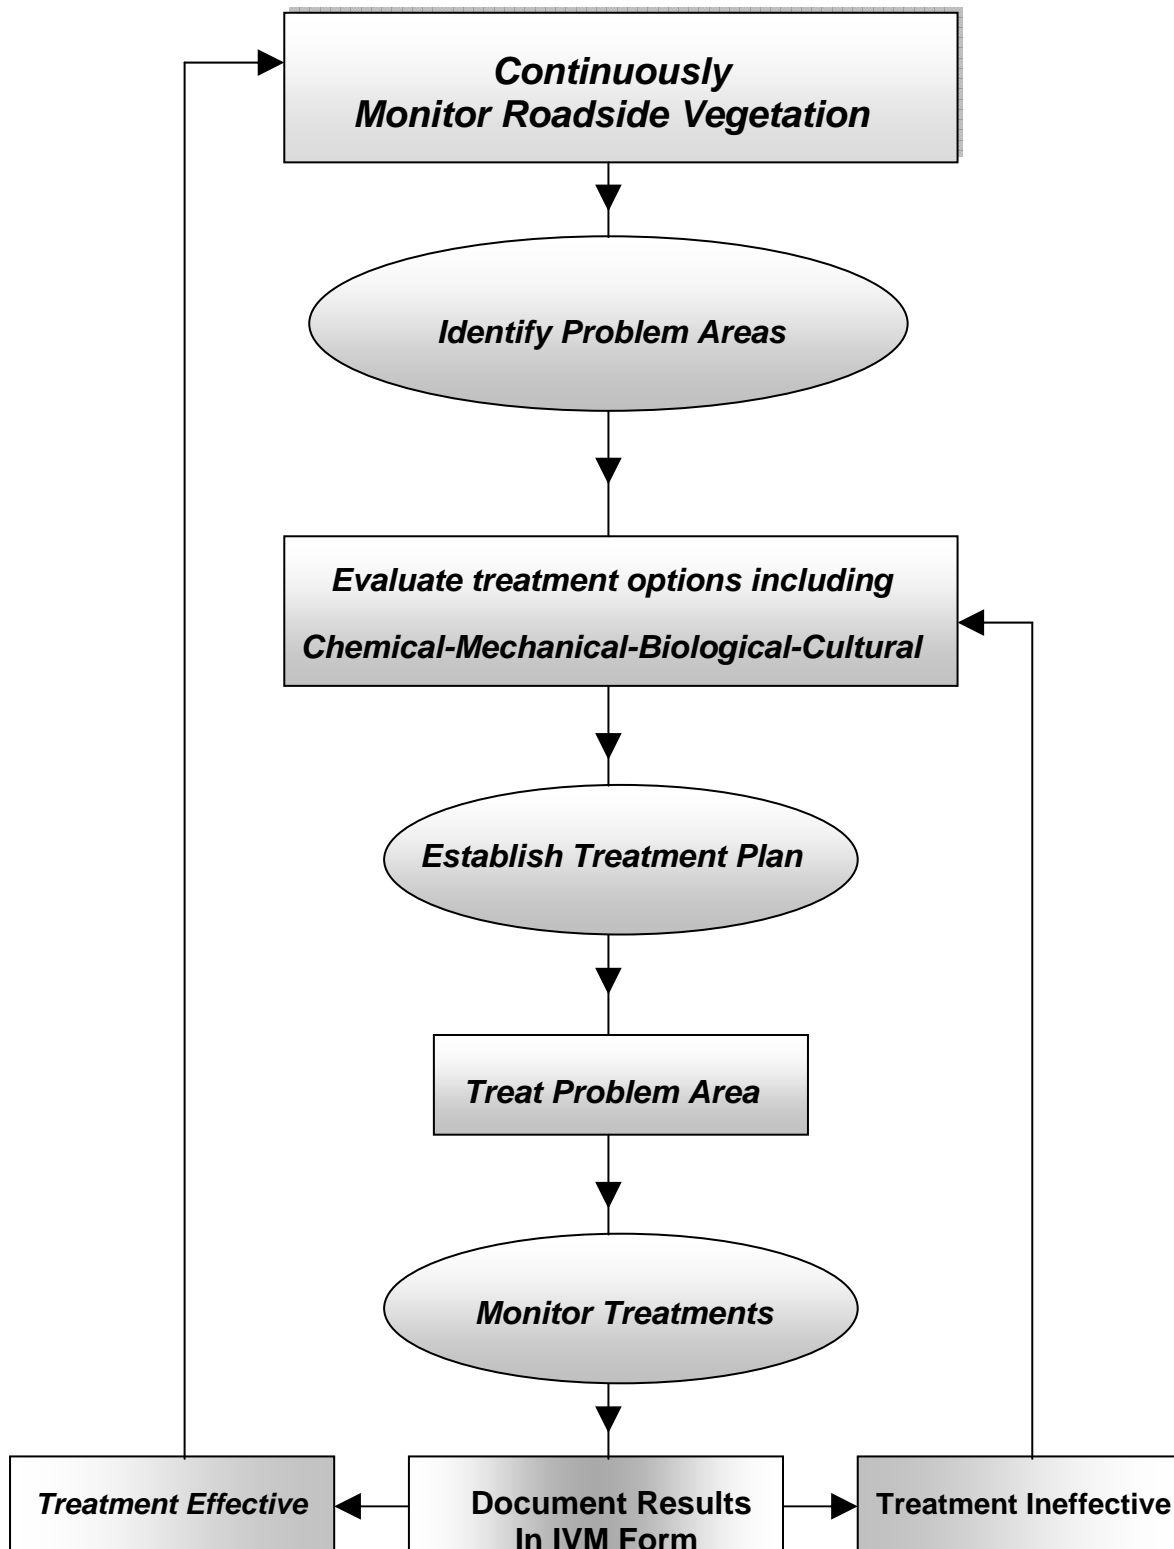 Continuously
Monitor Roadside Vegetation
Identify Problem Areas
Evaluate treatment options including
Chemical-Mechanical-Biological-Cultural
Establish Treatment Plan
Treat Problem Area
Monitor Treatments
Treatment Effective
Document Results
In IVM Form
Treatment Ineffective